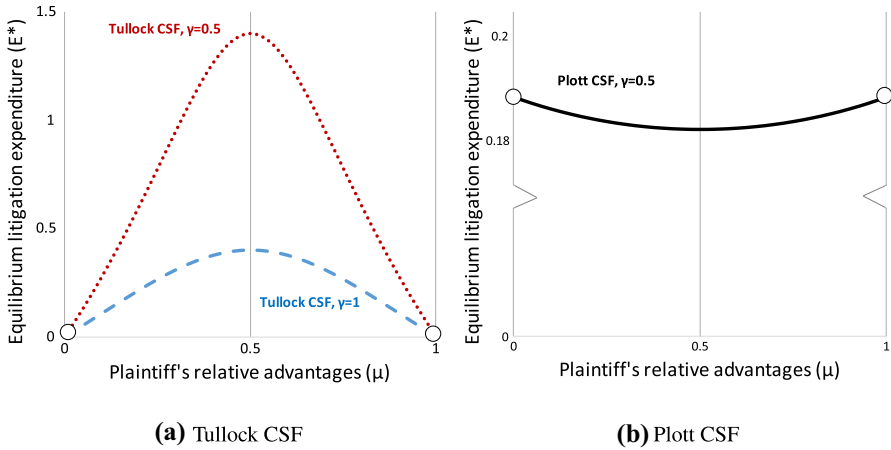 Equilibrium litigation expenditure (E*)
1.5
1
0.5
0
Tullock CSF, γ=0.5
Tullock CSF, γ=1
0
0.5
1
Plaintiff's relative advantages (μ)
(a) Tullock CSF
Equilibrium litigation expenditure (E*)
0.2
0.18
0
Plott CSF, γ=0.5
0
0.5
1
Plaintiff's relative advantages (μ)
(b) Plott CSF